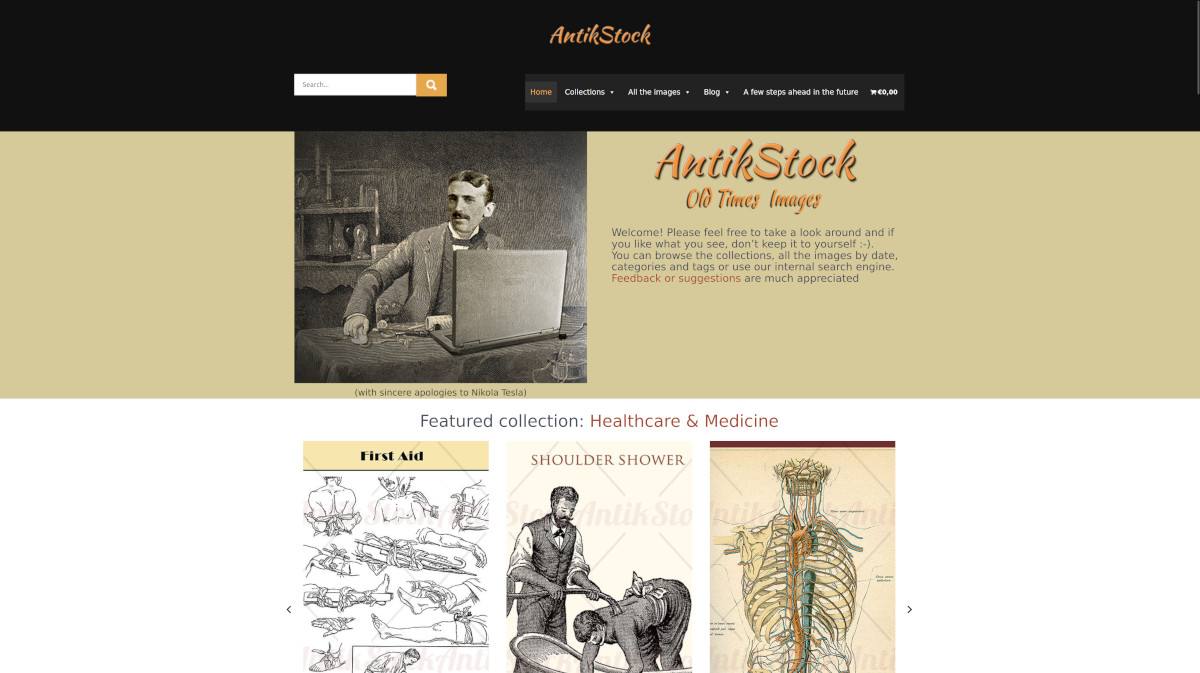 AntikStock
Search...
Home Collections All the images Blog A few steps ahead in the future €0,00
AntikStock
Old Times Images
Welcome! Please feel free to take a look around and if
you like what you see, don't keep it to yourself :-).
You can browse the collections, all the images by date,
categories and tags or use our internal search engine.
Feedback or suggestions are much appreciated
(with sincere apologies to Nikola Tesla)
Featured collection: Healthcare & Medicine
First Aid
SHOULDER SHOWER